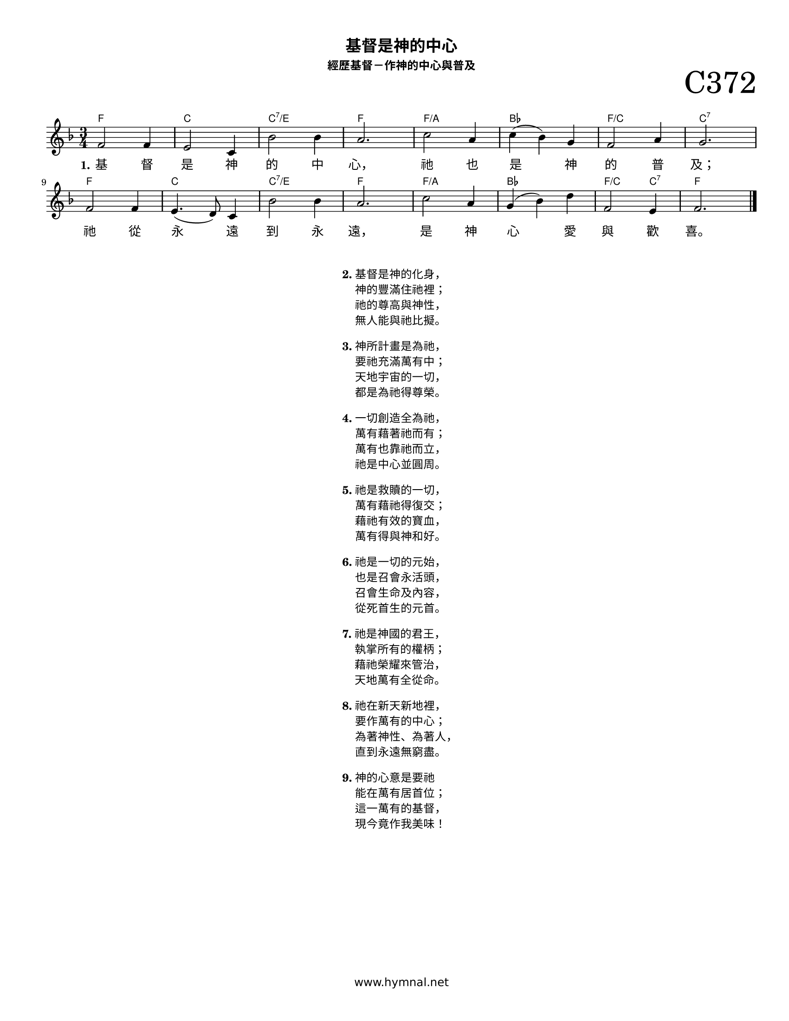 基督是神的中心
經歷基督－作神的中心與普及
C372
F C C7/E F F/A B♭ F/C C7
3
4
1. 基 督 是 神 的 中 心， 祂 也 是 神 的 普 及；
9
F C C7/E F F/A B♭ F/C C7 F
祂 從 永 遠 到 永 遠， 是 神 心 愛 與 歡 喜。
2. 基督是神的化身，
神的豐滿住祂裡；
祂的尊高與神性，
無人能與祂比擬。
3. 神所計畫是為祂，
要祂充滿萬有中；
天地宇宙的一切，
都是為祂得尊榮。
4. 一切創造全為祂，
萬有藉著祂而有；
萬有也靠祂而立，
祂是中心並圓周。
5. 祂是救贖的一切，
萬有藉祂得復交；
藉祂有效的寶血，
萬有得與神和好。
6. 祂是一切的元始，
也是召會永活頭，
召會生命及內容，
從死首生的元首。
7. 祂是神國的君王，
執掌所有的權柄；
藉祂榮耀來管治，
天地萬有全從命。
8. 祂在新天新地裡，
要作萬有的中心；
為著神性、為著人，
直到永遠無窮盡。
9. 神的心意是要祂
能在萬有居首位；
這一萬有的基督，
現今竟作我美味！
www.hymnal.net